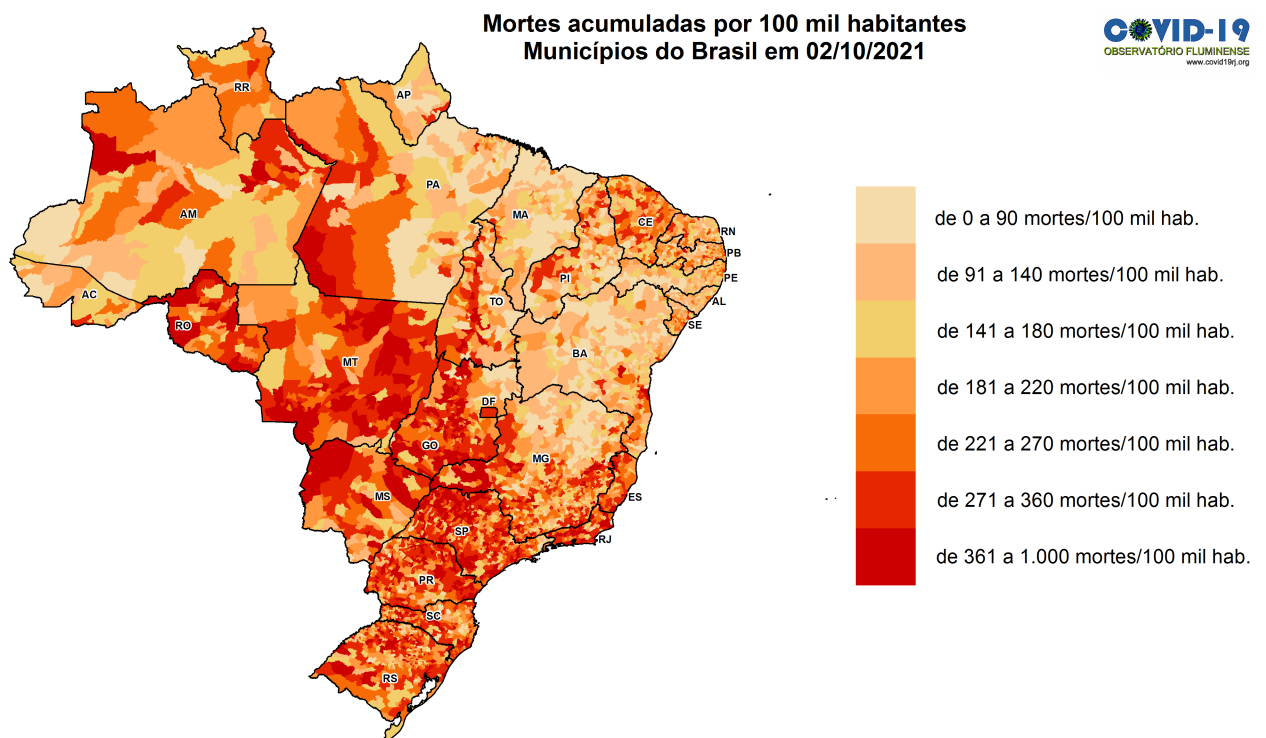 Mortes acumuladas por 100 mil habitantes
Municípios do Brasil em 02/10/2021
COVID-19
OBSERVATÓRIO FLUMINENSE
www.covid19rj.org
RR
AP
AM
PA
MA
CE
RN
PB
PE
PI
AL
SE
AC
TO
RO
BA
MT
DF
GO
MG
MS
ES
SP
RJ
PR
SC
RS
de 0 a 90 mortes/100 mil hab.
de 91 a 140 mortes/100 mil hab.
de 141 a 180 mortes/100 mil hab.
de 181 a 220 mortes/100 mil hab.
de 221 a 270 mortes/100 mil hab.
de 271 a 360 mortes/100 mil hab.
de 361 a 1.000 mortes/100 mil hab.